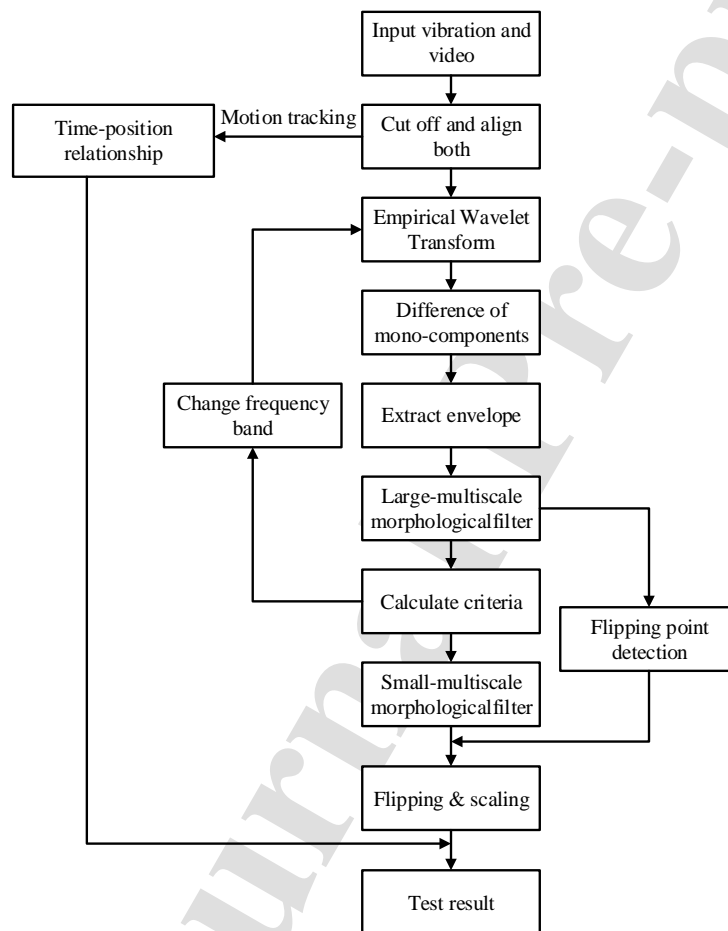 Input vibration and
video
Motion tracking
Time-position
relationship
Cut off and align
both
Empirical Wavelet
Transform
Difference of
mono-components
Change frequency
band
Extract envelope
Large-multiscale
morphologicalfilter
Calculate criteria
Flipping point
detection
Small-multiscale
morphologicalfilter
Flipping & scaling
Test result
urnal Pre-p